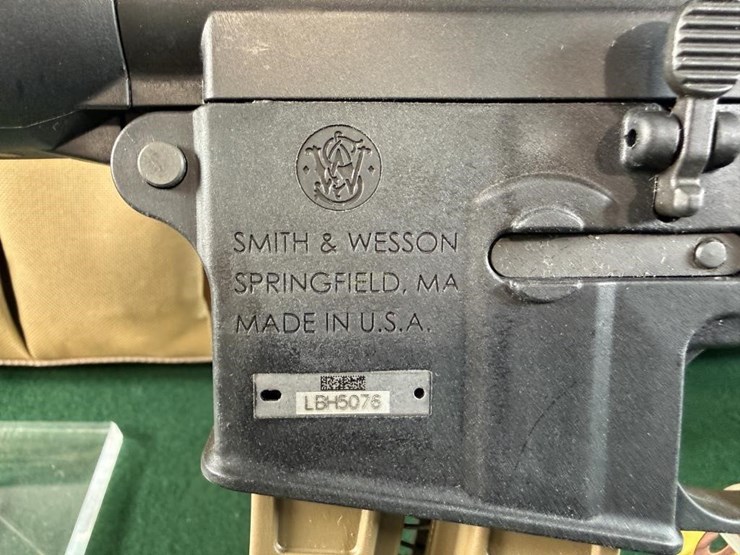 SMITH & WESSON
SPRINGFIELD, MA
MADE IN U.S.A.
LBH5076